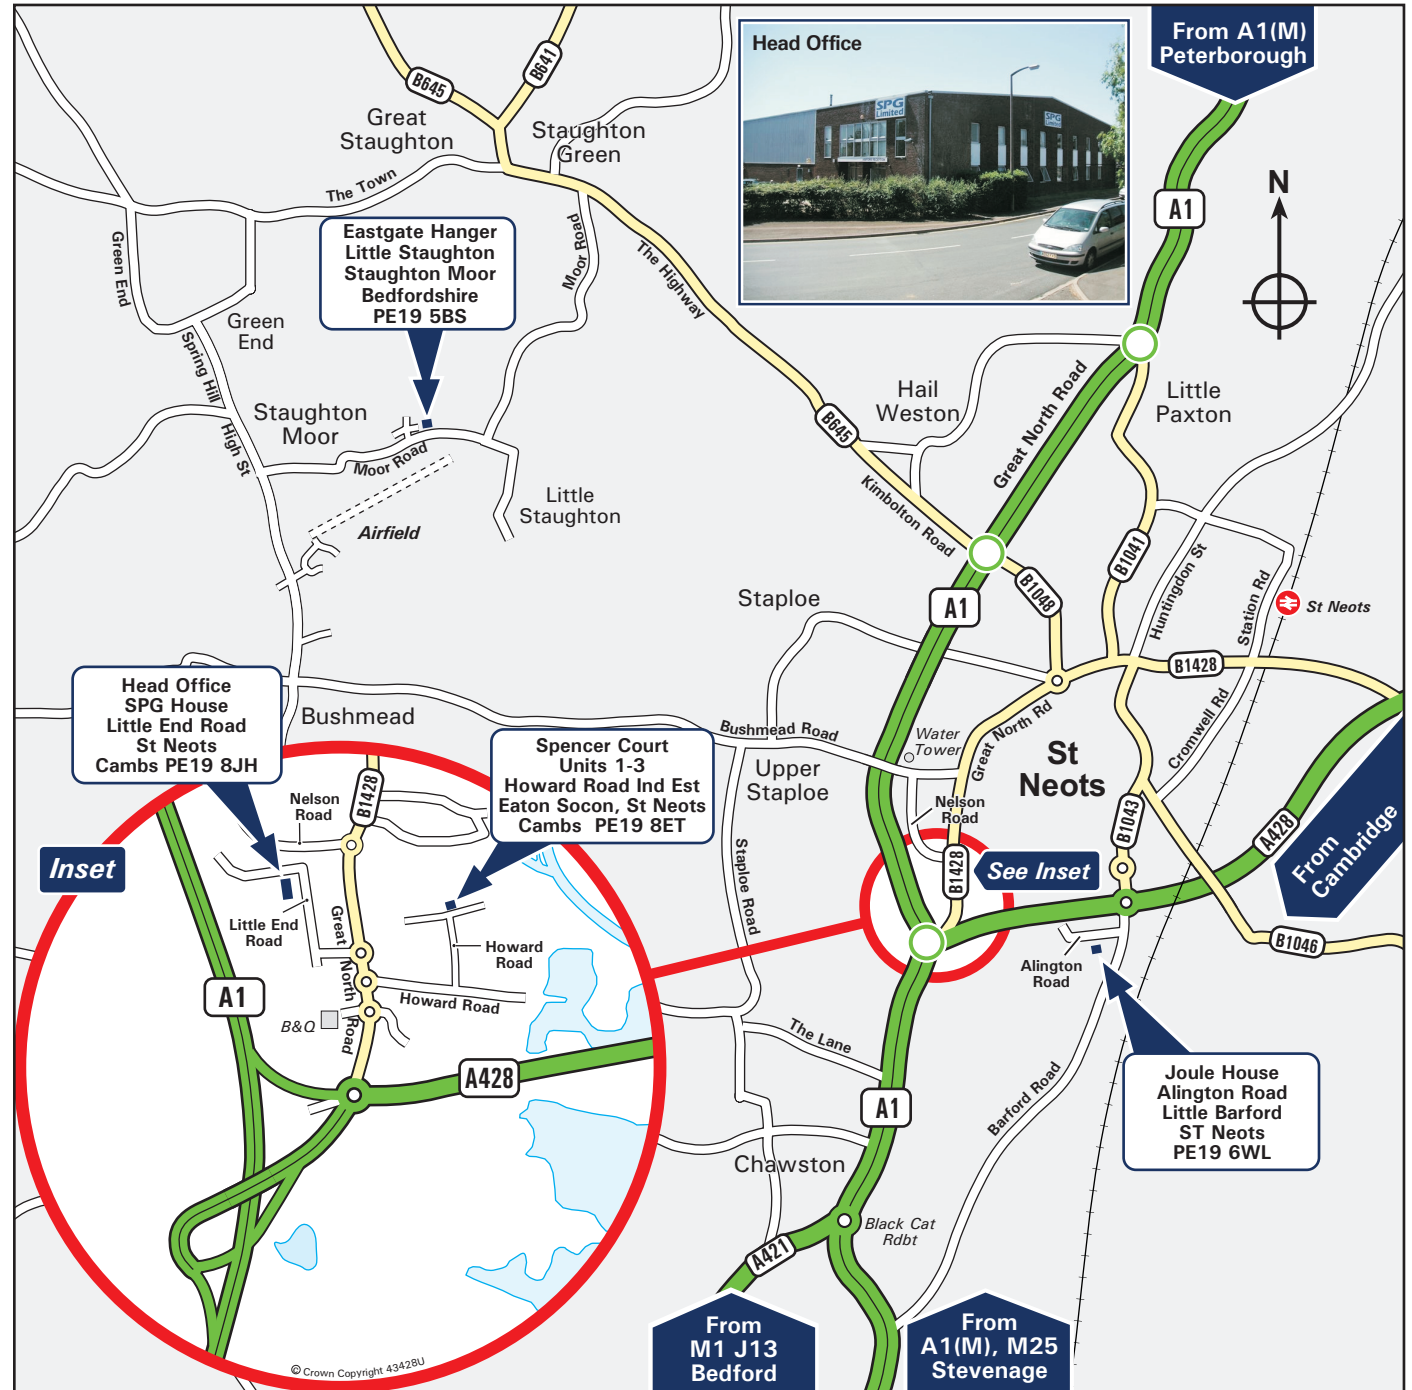 From A1(M)
Peterborough
Head Office
SPG
Limited
SPG
Limited
B645
B641
Great
Staughton
Staughton
Green
The Town
A1
N
Eastgate Hanger
Little Staughton
Staughton Moor
Bedfordshire
PE19 5BS
Green End
Moor Road
The Highway
Green
End
Spring Hill
Staughton
Moor
High St
Moor Road
Airfield
Little
Staughton
Hail
Weston
B645
Great North Road
Little
Paxton
Kimbolton Road
B1041
Huntingdon St
Station Rd
St Neots
Staploe
A1
B1048
B1428
Head Office
SPG House
Little End Road
St Neots
Cambs PE19 8JH
Bushmead
Bushmead Road
Water
Tower
Great North Rd
St
Neots
Cromwell Rd
Spencer Court
Units 1-3
Howard Road Ind Est
Eaton Socon, St Neots
Cambs PE19 8ET
Upper
Staploe
Nelson
Road
B1043
A428
From
Cambridge
Nelson
Road
B1428
Inset
Staploe Road
B1428
See Inset
Little End
Road
Great
North
Road
Howard
Road
Howard Road
B1046
Alington
Road
A1
B&Q
A428
The Lane
Barford Road
A1
Joule House
Alington Road
Little Barford
ST Neots
PE19 6WL
Chawston
Black Cat
Rdbt
A421
From
M1 J13
Bedford
From
A1(M), M25
Stevenage
© Crown Copyright 43428U